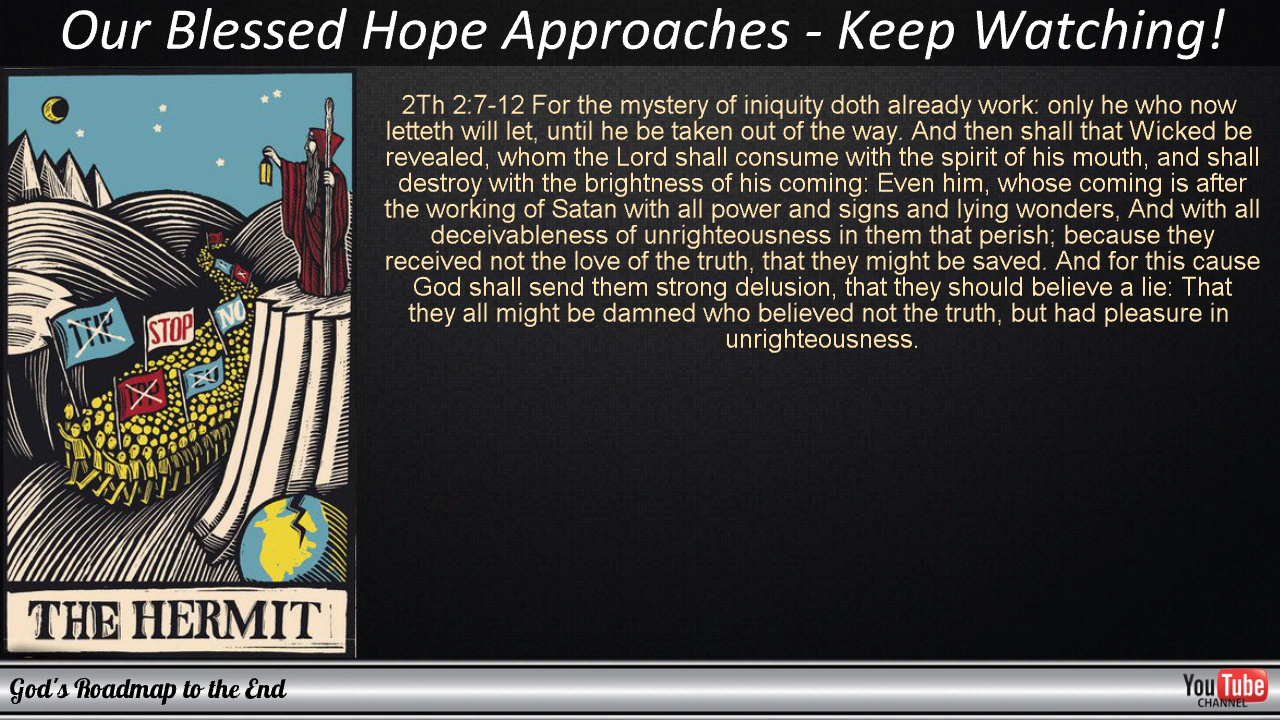 Our Blessed Hope Approaches - Keep Watching!
2Th 2:7-12 For the mystery of iniquity doth already work: only he who now
letteth will let, until he be taken out of the way. And then shall that Wicked be
revealed, whom the Lord shall consume with the spirit of his mouth, and shall
destroy with the brightness of his coming: Even him, whose coming is after
the working of Satan with all power and signs and lying wonders, And with all
deceivableness of unrighteousness in them that perish; because they
received not the love of the truth, that they might be saved. And for this cause
God shall send them strong delusion, that they should believe a lie: That
they all might be damned who believed not the truth, but had pleasure in
unrighteousness.
TTIP
STOP
NO
EU
THE HERMIT
God's Roadmap to the End
YouTube
CHANNEL